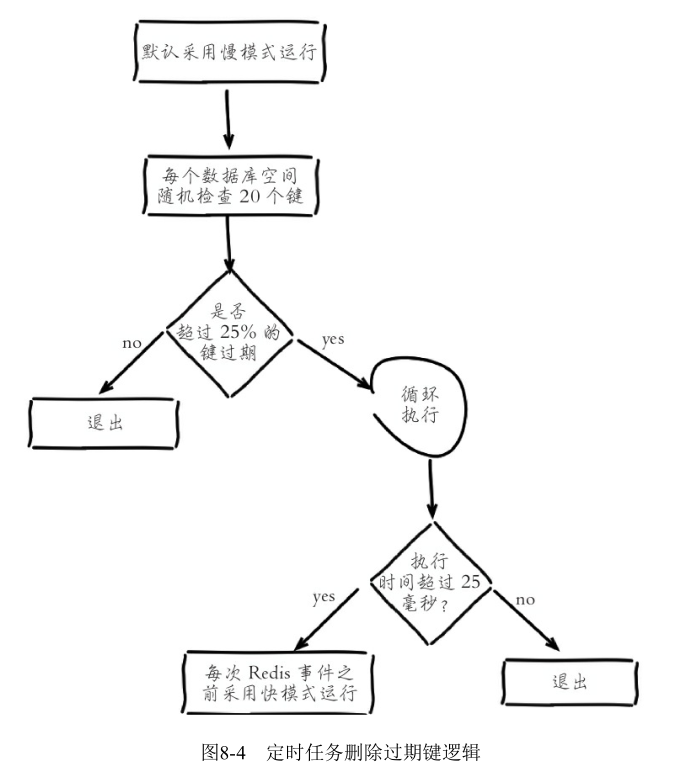 默认采用慢模式运行
每个数据库空间
随机检查 20 个键
是否
超过 25% 的
键过期
no
yes
退出
循环
执行
执行
时间超过 25
毫秒？
yes
no
每次 Redis 事件之
前采用快模式运行
退出
图8-4 定时任务删除过期键逻辑